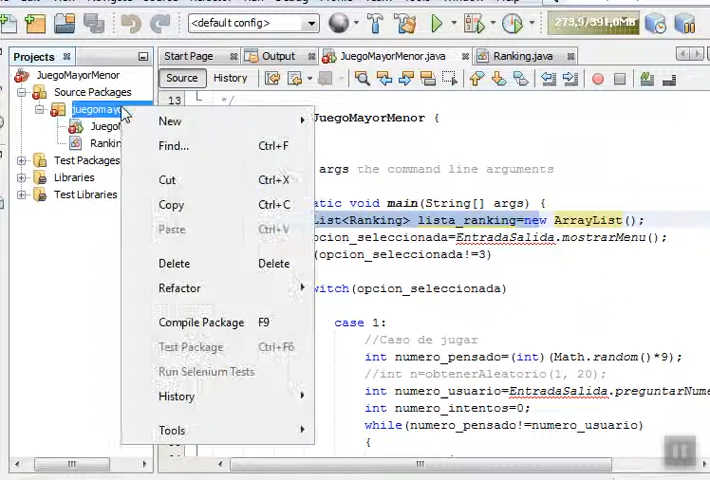 <default config>
273,9/391,0MB
Projects
Start Page
Output
JuegoMayorMenor.java
Ranking.java
Source
History
JuegoMayorMenor
Source Packages
Test Packages
Libraries
Test Libraries
New
Find... Ctrl+F
Cut Ctrl+X
Copy Ctrl+C
Paste Ctrl+V
Delete Delete
Refactor
Compile Package F9
Test Package Ctrl+F6
Run Selenium Tests
History
Tools
13 */
JuegoMayorMenor {
args the command line arguments
void main(String[] args) {
<Ranking> lista_ranking=new ArrayList();
opcion_seleccionada=EntradaSalida.mostrarMenu();
(opcion_seleccionada!=3)
(opcion_seleccionada)
case 1:
//Caso de jugar
int numero_pensado=(int)(Math.random()*9);
//int n=obtenerAleatorio(1, 20);
int numero_usuario=EntradaSalida.
int numero_intentos=0;
while(numero_pensado!=numero_usuario)
{